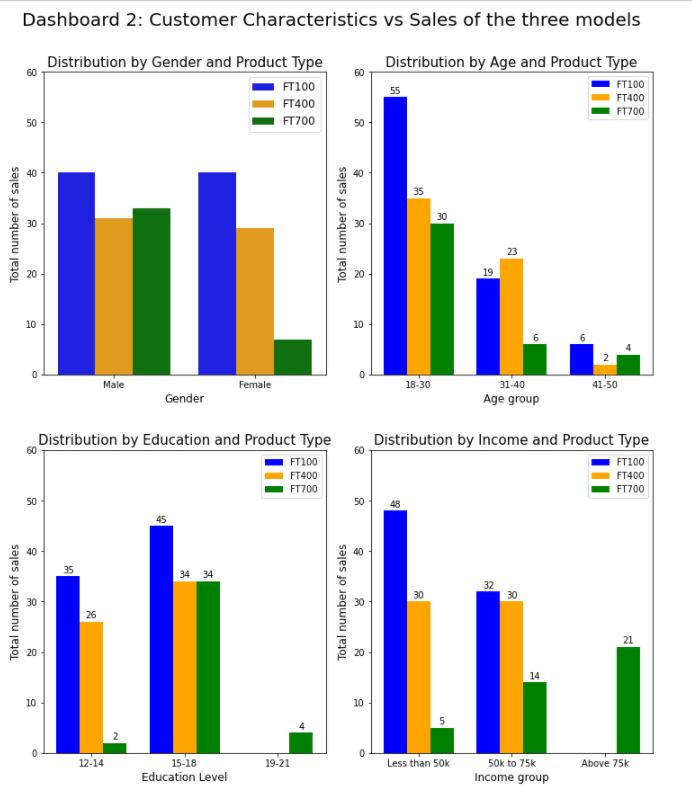 Dashboard 2: Customer Characteristics vs Sales of the three models
Distribution by Gender and Product Type
60
50
40
30
20
10
0
Total number of sales
FT100
FT400
FT700
Male
Female
Gender
Distribution by Age and Product Type
60
50
40
30
20
10
0
Total number of sales
FT100
FT400
FT700
55
35
30
19
23
6
6
2
4
18-30
31-40
41-50
Age group
Distribution by Education and Product Type
60
50
40
30
20
10
0
Total number of sales
FT100
FT400
FT700
35
26
2
45
34
34
4
12-14
15-18
19-21
Education Level
Distribution by Income and Product Type
60
50
40
30
20
10
0
Total number of sales
FT100
FT400
FT700
48
30
5
32
30
14
21
Less than 50k
50k to 75k
Above 75k
Income group